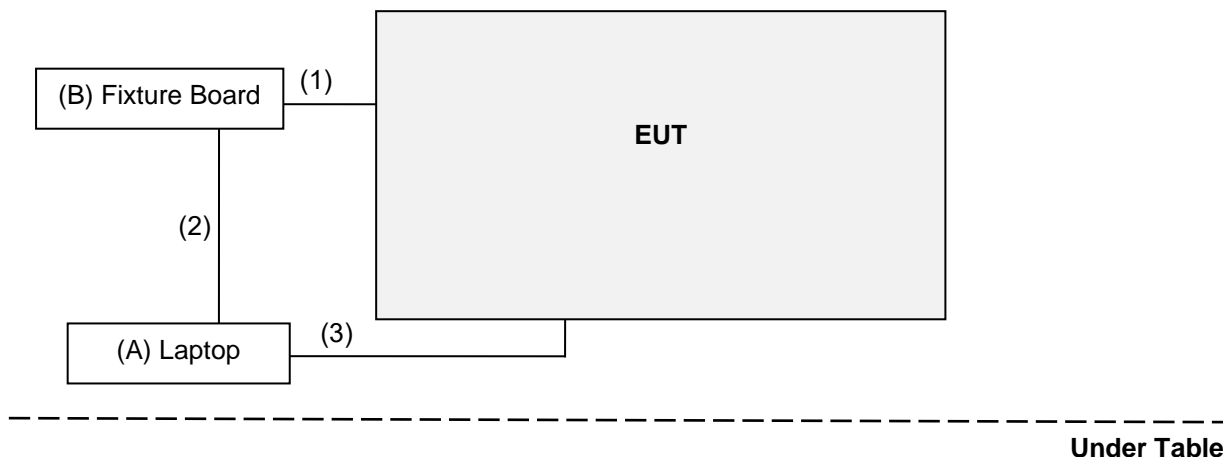 (1)
(B) Fixture Board
EUT
(2)
(3)
(A) Laptop
Under Table